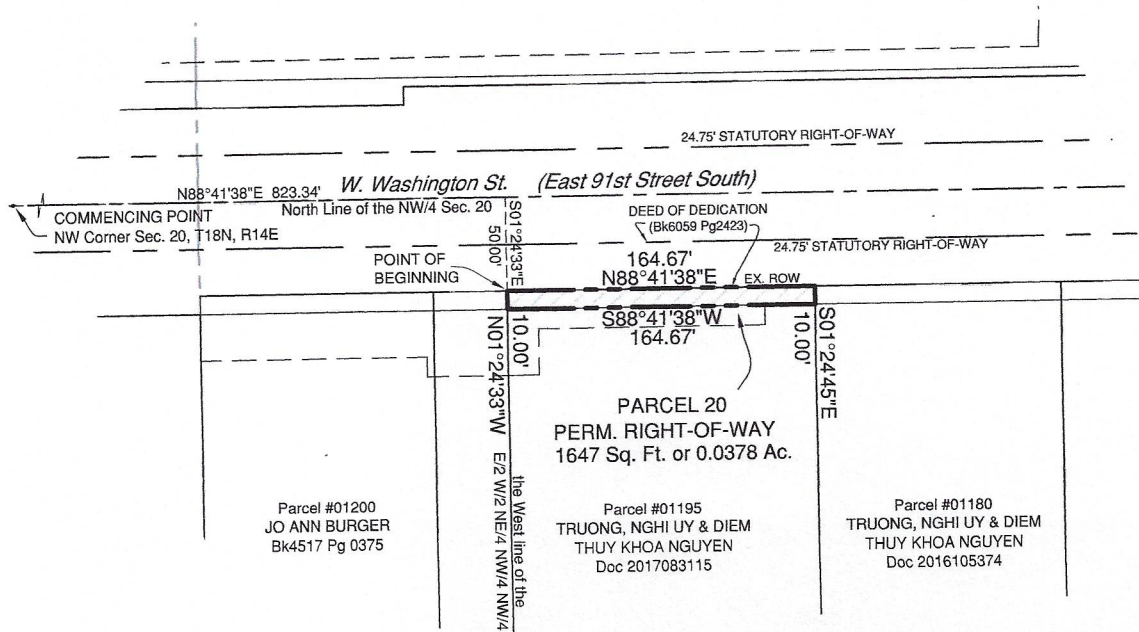 24.75' STATUTORY RIGHT-OF-WAY
N88°41'38"E 823.34'
W. Washington St. (East 91st Street South)
COMMENCING POINT
NW Corner Sec. 20, T18N, R14E
North Line of the NW/4 Sec. 20
S01°24'33"E
50.00'
DEED OF DEDICATION
(Bk6059 Pg2423)
24.75' STATUTORY RIGHT-OF-WAY
POINT OF
BEGINNING
164.67'
N88°41'38"E
EX. ROW
S88°41'38"W
164.67'
10.00'
N01°24'33"W
10.00'
S01°24'45"E
PARCEL 20
PERM. RIGHT-OF-WAY
1647 Sq. Ft. or 0.0378 Ac.
the West line of the
E/2 W/2 NE/4 NW/4 NW/4
Parcel #01200
JO ANN BURGER
Bk4517 Pg 0375
Parcel #01195
TRUONG, NGHI UY & DIEM
THUY KHOA NGUYEN
Doc 2017083115
Parcel #01180
TRUONG, NGHI UY & DIEM
THUY KHOA NGUYEN
Doc 2016105374